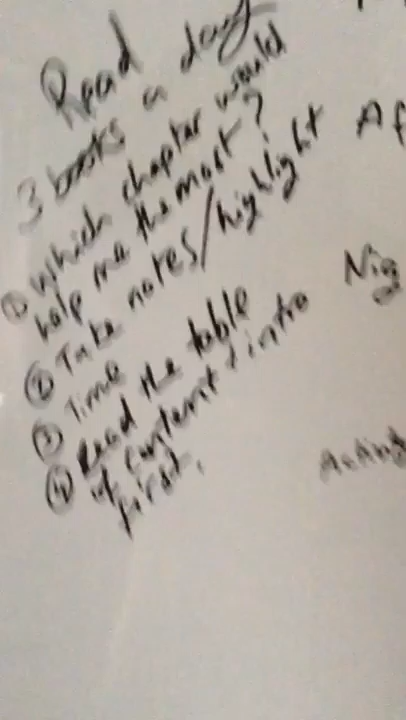 Read
3 books a day
① Which chapter would
help me the most?
② Take notes/highlight
③ Time
④ Read the table
of content + intro
first.
Af
Nig